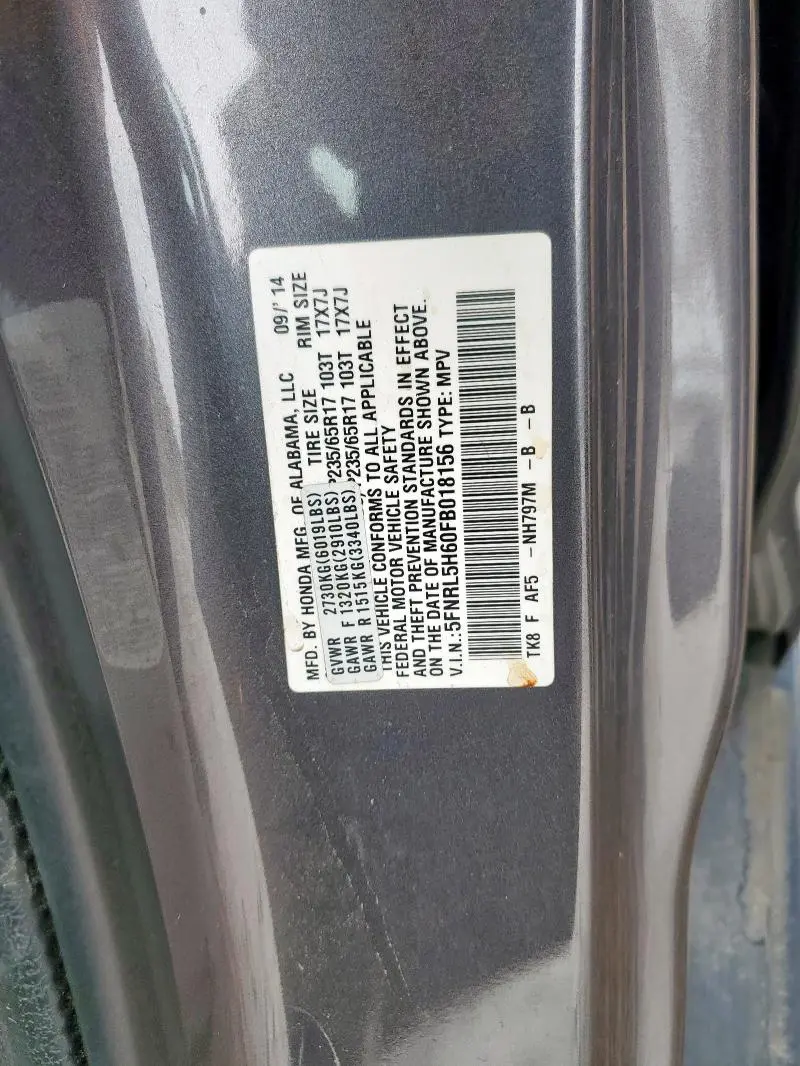 MFD. BY HONDA MFG. OF ALABAMA, LLC 09/' 14
GVWR 2730KG(6019LBS) TIRE SIZE RIM SIZE
GAWR F 1320KG(2910LBS) P235/65R17 103T 17X7J
GAWR R 1515KG(3340LBS) P235/65R17 103T 17X7J
THIS VEHICLE CONFORMS TO ALL APPLICABLE
FEDERAL MOTOR VEHICLE SAFETY
AND THEFT PREVENTION STANDARDS IN EFFECT
ON THE DATE OF MANUFACTURE SHOWN ABOVE.
V.I.N.:5FNRL5H60FB018156 TYPE: MPV
TK8 F AF5 -NH797M -B -B